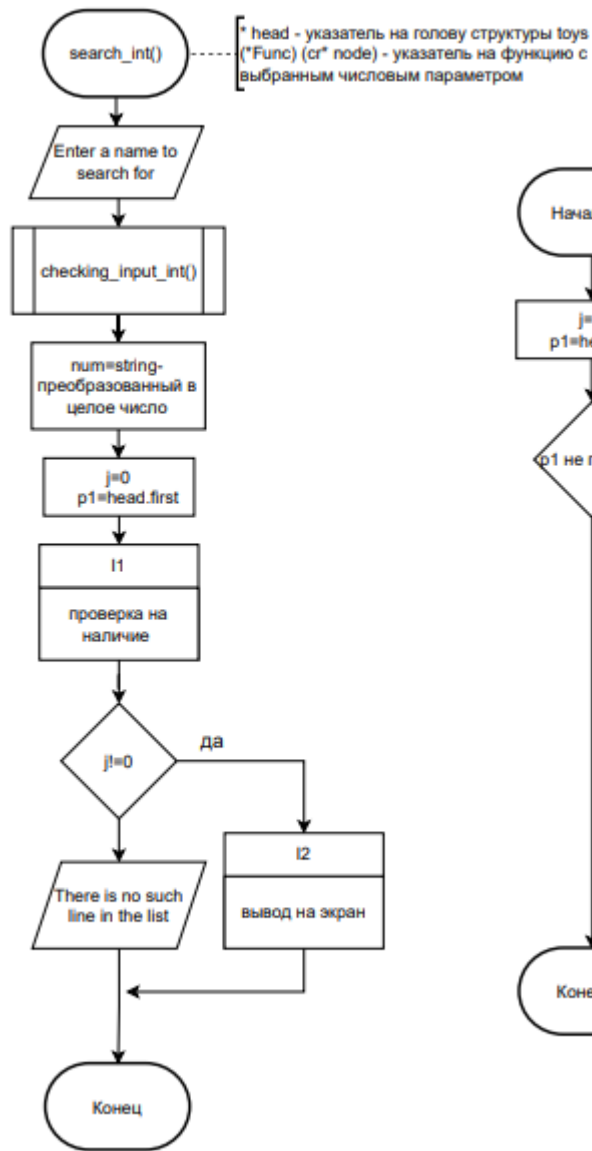 search_int()
* head - указатель на голову структуры toys
(*Func) (cr* node) - указатель на функцию с
выбранным числовым параметром
Enter a name to
search for
checking_input_int()
num=string-
преобразованный в
целое число
j=0
p1=head.first
I1
проверка на
наличие
j!=0
да
There is no such
line in the list
I2
вывод на экран
Конец
j=
p1 не